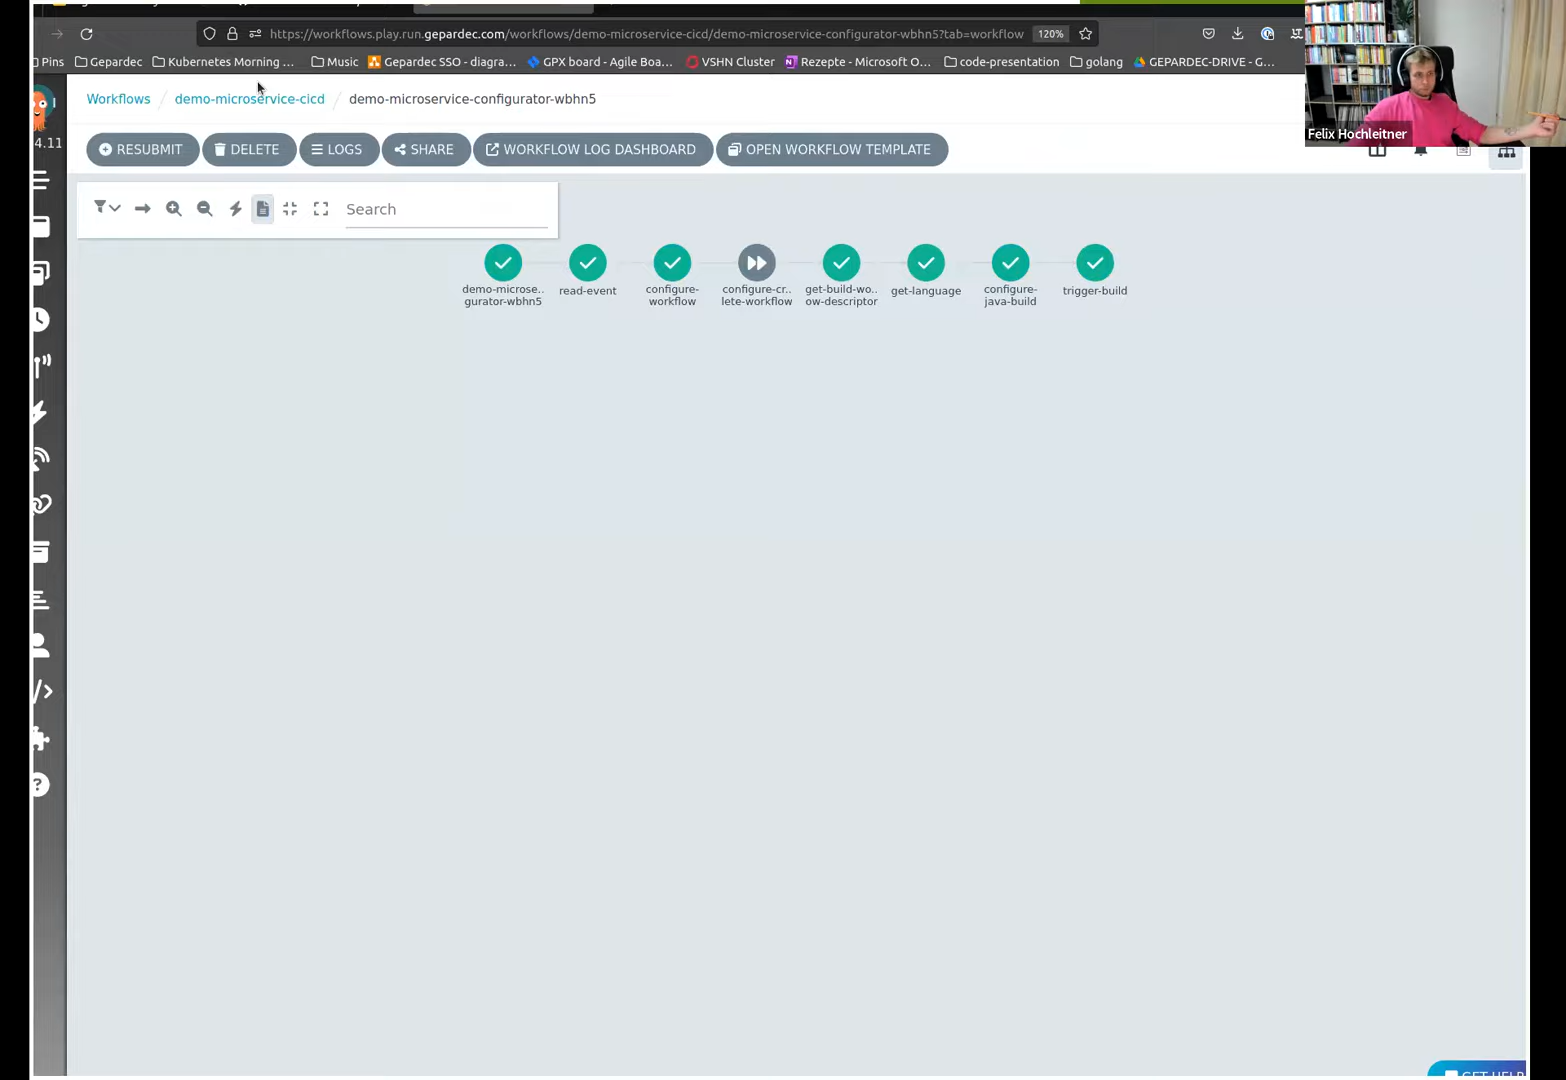 https://workflows.play.run.gepardec.com/workflows/demo-microservice-cicd/demo-microservice-configurator-wbhn5?tab=workflow
120%
Pins
Gepardec
Kubernetes Morning ...
Music
Gepardec SSO - diagra...
GPX board - Agile Boa...
VSHN Cluster
Rezepte - Microsoft O...
code-presentation
golang
GEPARDEC-DRIVE - G...
Felix Hochleitner
4.11
Workflows / demo-microservice-cicd / demo-microservice-configurator-wbhn5
RESUBMIT
DELETE
LOGS
SHARE
WORKFLOW LOG DASHBOARD
OPEN WORKFLOW TEMPLATE
Search
demo-microse..
gurator-wbhn5
read-event
configure-
workflow
configure-cr..
lete-workflow
get-build-wo..
ow-descriptor
get-language
configure-
java-build
trigger-build
GET HELP